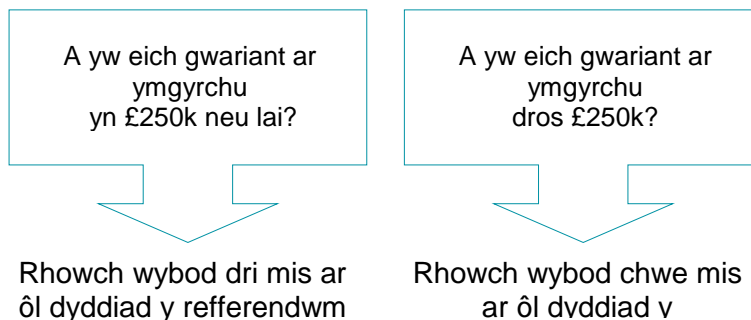 A yw eich gwariant ar
ymgyrchu
yn £250k neu lai?
Rhowch wybod dri mis ar
ôl dyddiad y refferendwm
A yw eich gwariant ar
ymgyrchu
dros £250k?
Rhowch wybod chwe mis
ar ôl dyddiad y